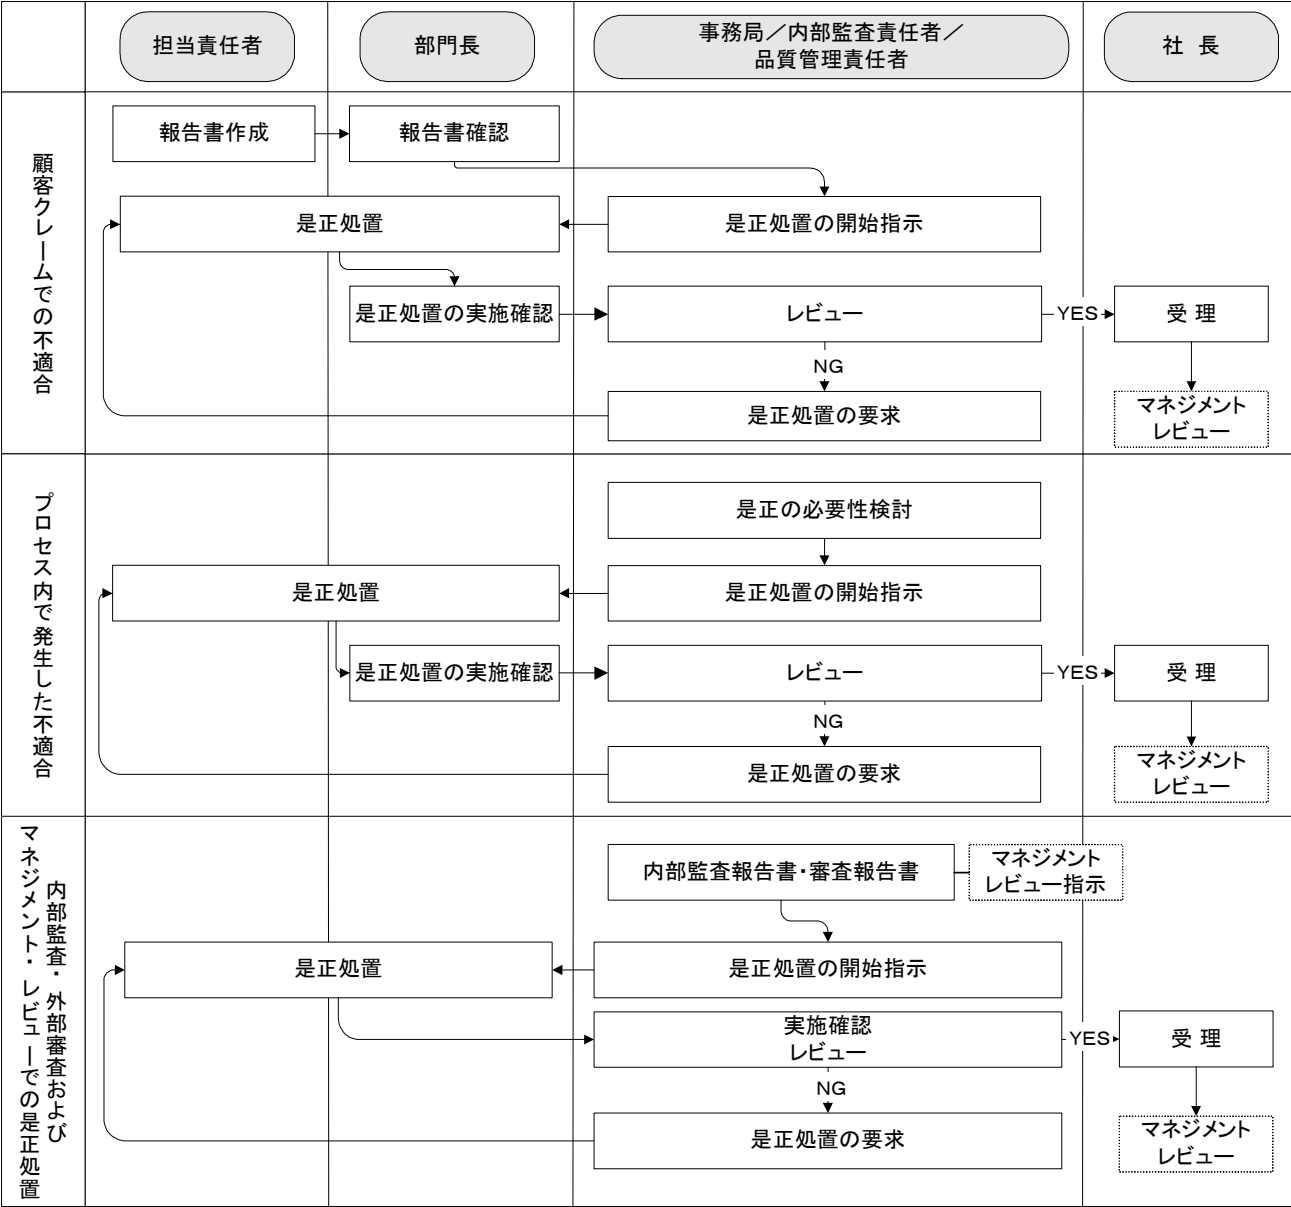 担当責任者
部門長
事務局／内部監査責任者／
品質管理責任者
社 長
顧客クレームでの不適合
報告書作成
報告書確認
是正処置
是正処置の開始指示
是正処置の実施確認
レビュー
YES
受 理
NG
是正処置の要求
マネジメント
レビュー
プロセス内で発生した不適合
是正の必要性検討
是正処置
是正処置の開始指示
是正処置の実施確認
レビュー
YES
受 理
NG
是正処置の要求
マネジメント
レビュー
内部監査・外部審査および
マネジメント・レビューでの是正処置
内部監査報告書・審査報告書
マネジメント
レビュー指示
是正処置
是正処置の開始指示
実施確認
レビュー
YES
受 理
NG
是正処置の要求
マネジメント
レビュー